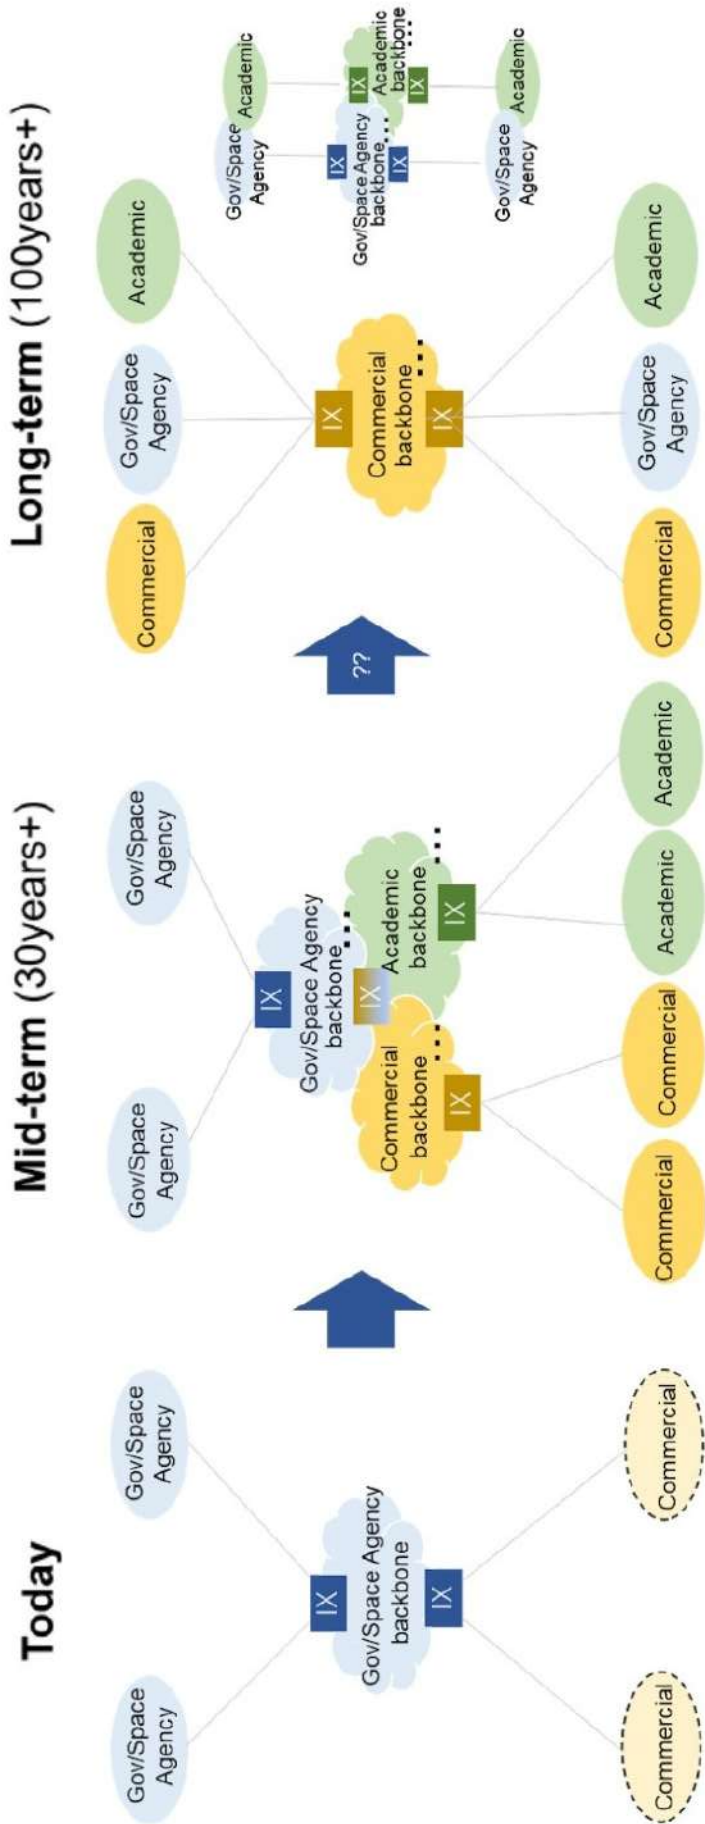 Today
Gov/Space
Agency
Gov/Space
Agency
IX
Gov/Space Agency
backbone
IX
Commercial
Commercial
Mid-term (30years+)
Gov/Space
Agency
Gov/Space
Agency
IX
Gov/Space Agency
backbone
...
IX
Commercial
backbone
...
Academic
backbone
...
IX
IX
Commercial
Commercial
Academic
Academic
??
Long-term (100years+)
Commercial
Gov/Space
Agency
Academic
IX
Commercial
backbone
...
IX
Commercial
Gov/Space
Agency
Academic
Gov/Space
Agency
Academic
IX
IX
Gov/Space Agency
backbone
...
Academic
backbone
...
IX
IX
Gov/Space
Agency
Academic